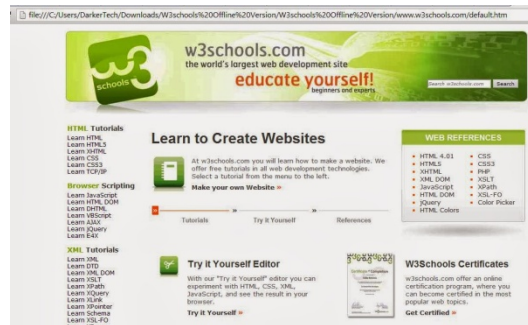 file:///C:/Users/DarkerTech/Downloads/W3schools%20Offline%20Version/W3schools%20Offline%20Version/www.w3schools.com/default.htm
w3schools.com
the world's largest web development site
educate yourself!
beginners and experts
w3
schools
Search w3schools.com
Search
HTML Tutorials
Learn HTML
Learn HTML5
Learn XHTML
Learn CSS
Learn CSS3
Learn TCP/IP
Browser Scripting
Learn JavaScript
Learn HTML DOM
Learn DHTML
Learn VBScript
Learn AJAX
Learn jQuery
Learn E4X
XML Tutorials
Learn XML
Learn DTD
Learn XML DOM
Learn XSLT
Learn XPath
Learn XQuery
Learn XLink
Learn XPointer
Learn Schema
Learn XSL-FO
Learn to Create Websites
At w3schools.com you will learn how to make a website. We
offer free tutorials in all web development technologies.
Select a tutorial from the menu to the left.
Make your own Website »
Tutorials
Try it Yourself
References
Try it Yourself Editor
With our "Try it Yourself" editor you can
experiment with HTML, CSS, XML,
JavaScript, and see the result in your
browser.
Try it Yourself »
WEB REFERENCES
HTML 4.01
HTML5
XHTML
XML DOM
JavaScript
HTML DOM
jQuery
HTML Colors
CSS
CSS3
PHP
XSLT
XPath
XSL-FO
Color Picker
W3Schools Certificates
w3schools.com offer an online
certification program, where you
can become certified in the most
popular web topics.
Get Certified »